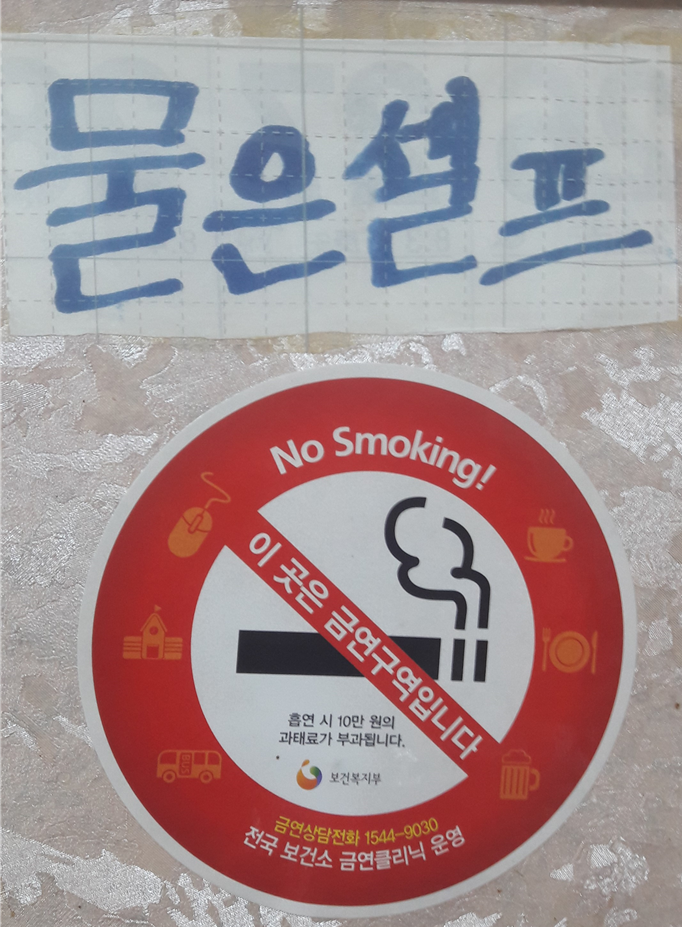 물은셀프
No Smoking!
이 곳은 금연구역입니다
흡연 시 10만 원의
과태료가 부과됩니다.
보건복지부
금연상담전화 1544-9030
전국 보건소 금연클리닉 운영